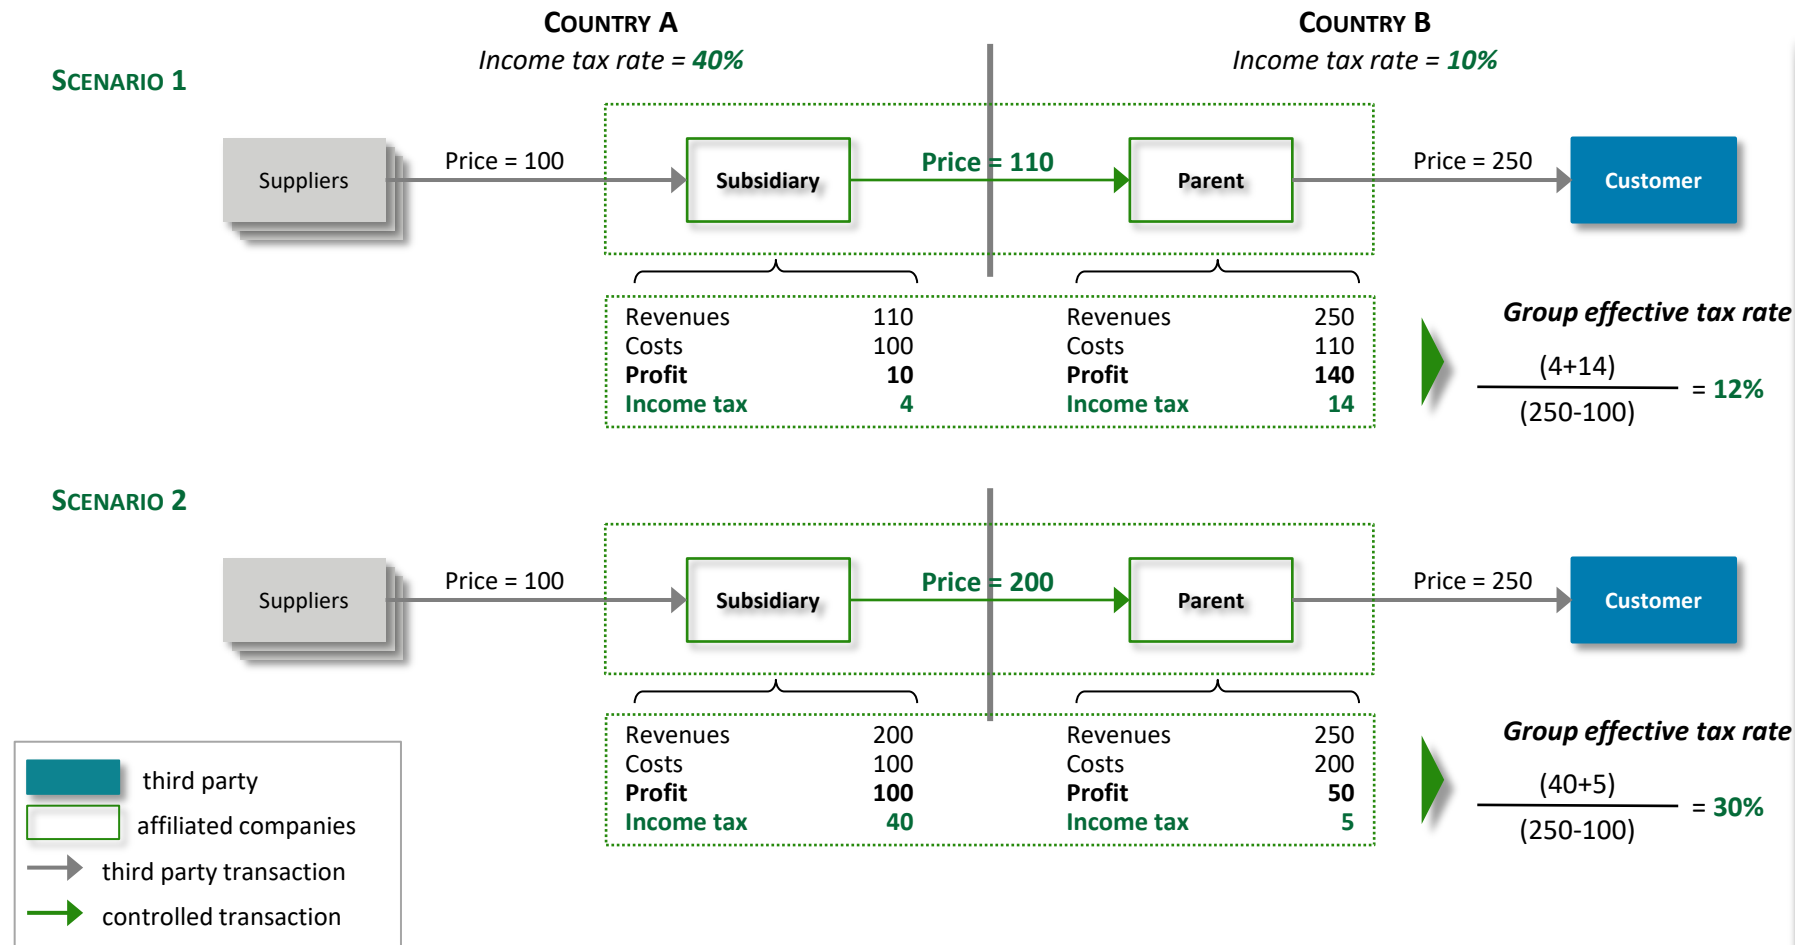 COUNTRY A
Income tax rate = 40%
COUNTRY B
Income tax rate = 10%
SCENARIO 1
Suppliers
Price = 100
Subsidiary
Price = 110
Parent
Price = 250
Customer
Revenues 110
Costs 100
Profit 10
Income tax 4
Revenues 250
Costs 110
Profit 140
Income tax 14
Group effective tax rate
(4+14)
(250-100)
= 12%
SCENARIO 2
Suppliers
Price = 100
Subsidiary
Price = 200
Parent
Price = 250
Customer
Revenues 200
Costs 100
Profit 100
Income tax 40
Revenues 250
Costs 200
Profit 50
Income tax 5
Group effective tax rate
(40+5)
(250-100)
= 30%
third party
affiliated companies
third party transaction
controlled transaction